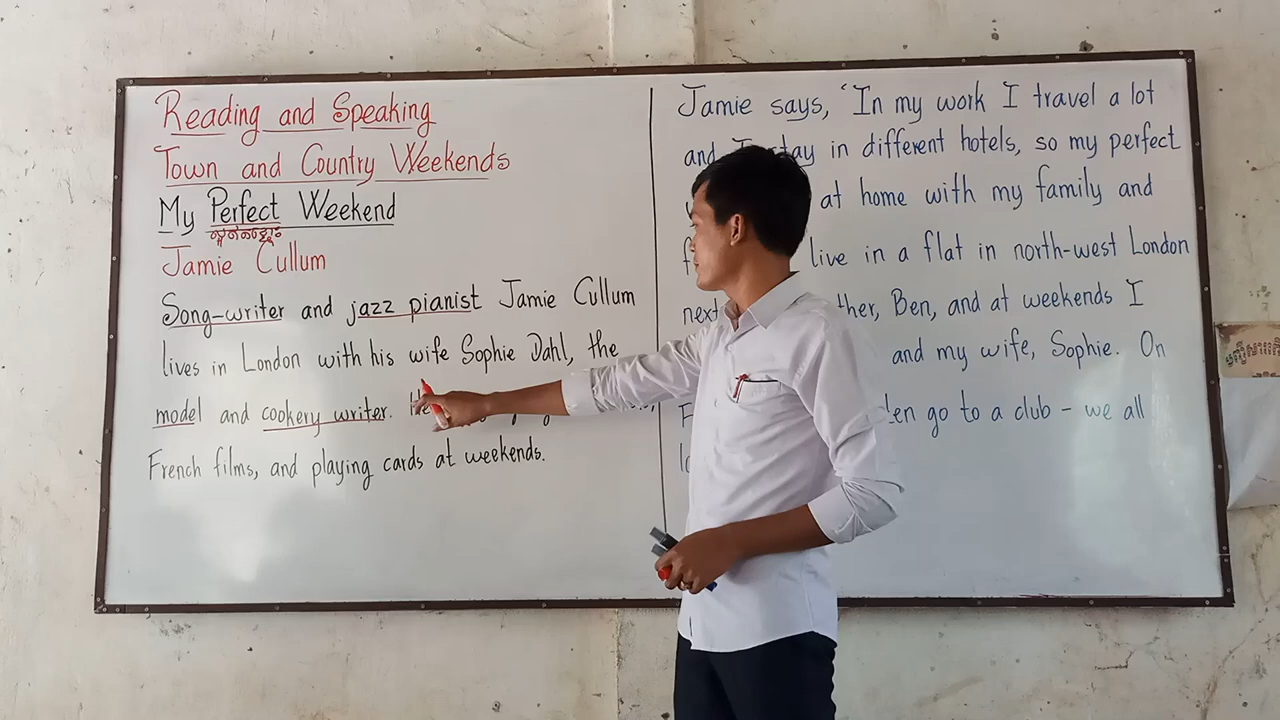 Reading and Speaking
Town and Country Weekends
My Perfect Weekend
Jamie Cullum
Song-writer and jazz pianist Jamie Cullum
lives in London with his wife Sophie Dahl, the
model and cookery writer. He
French films, and playing cards at weekends.
Jamie says, ‘In my work I travel a lot
and I stay in different hotels, so my perfect
at home with my family and
live in a flat in north-west London
next Ben, and at weekends I
and my wife, Sophie. On
go to a club – we all